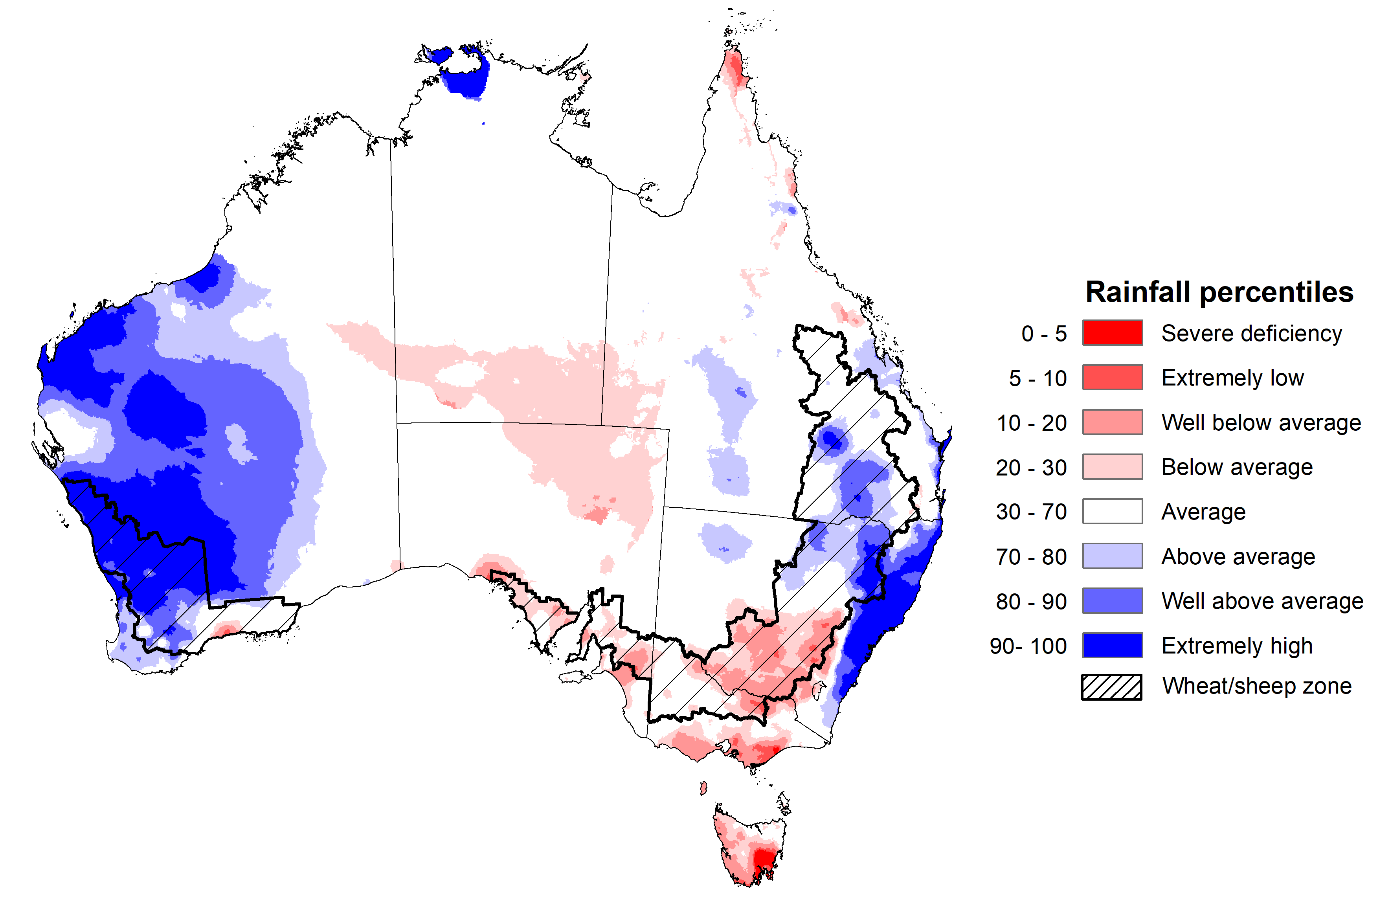 Rainfall percentiles
0 - 5 Severe deficiency
5 - 10 Extremely low
10 - 20 Well below average
20 - 30 Below average
30 - 70 Average
70 - 80 Above average
80 - 90 Well above average
90- 100 Extremely high
Wheat/sheep zone